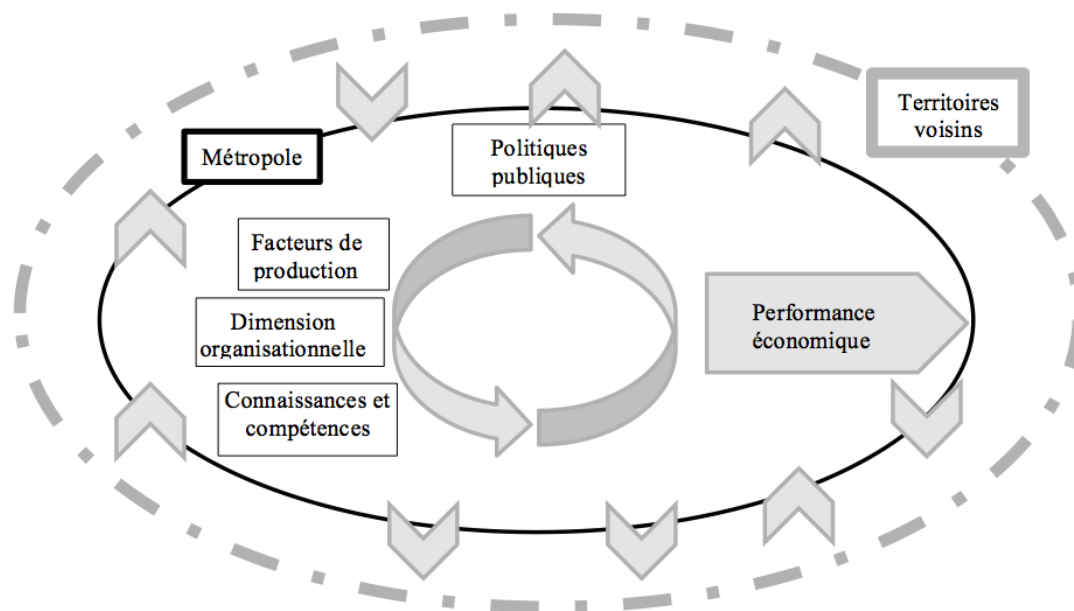 Territoires
voisins
Métropole
Politiques
publiques
Facteurs de
production
Dimension
organisationnelle
Connaissances et
compétences
Performance
économique